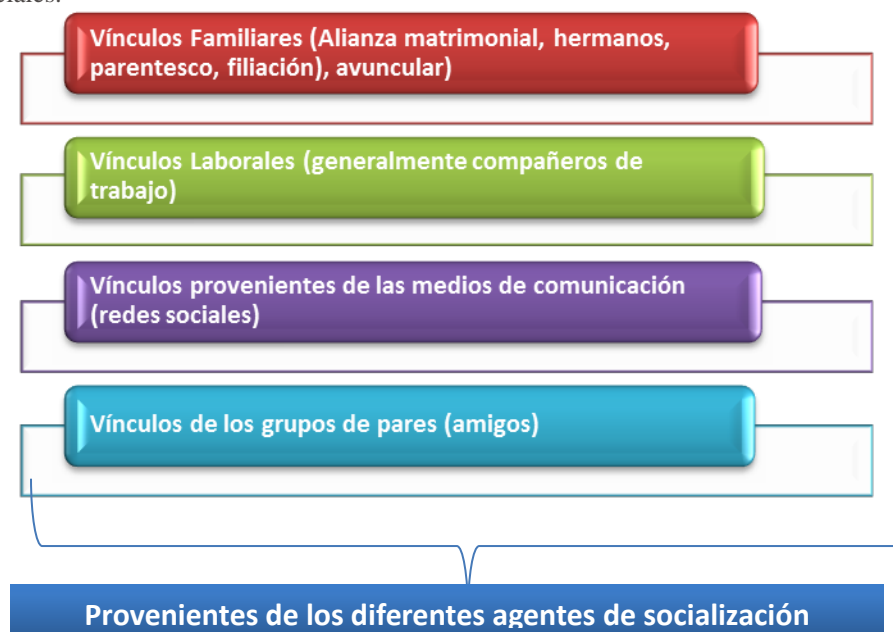 ciales.
Vínculos Familiares (Alianza matrimonial, hermanos,
parentesco, filiación), avuncular)
Vínculos Laborales (generalmente compañeros de
trabajo)
Vínculos provenientes de las medios de comunicación
(redes sociales)
Vínculos de los grupos de pares (amigos)
Provenientes de los diferentes agentes de socialización